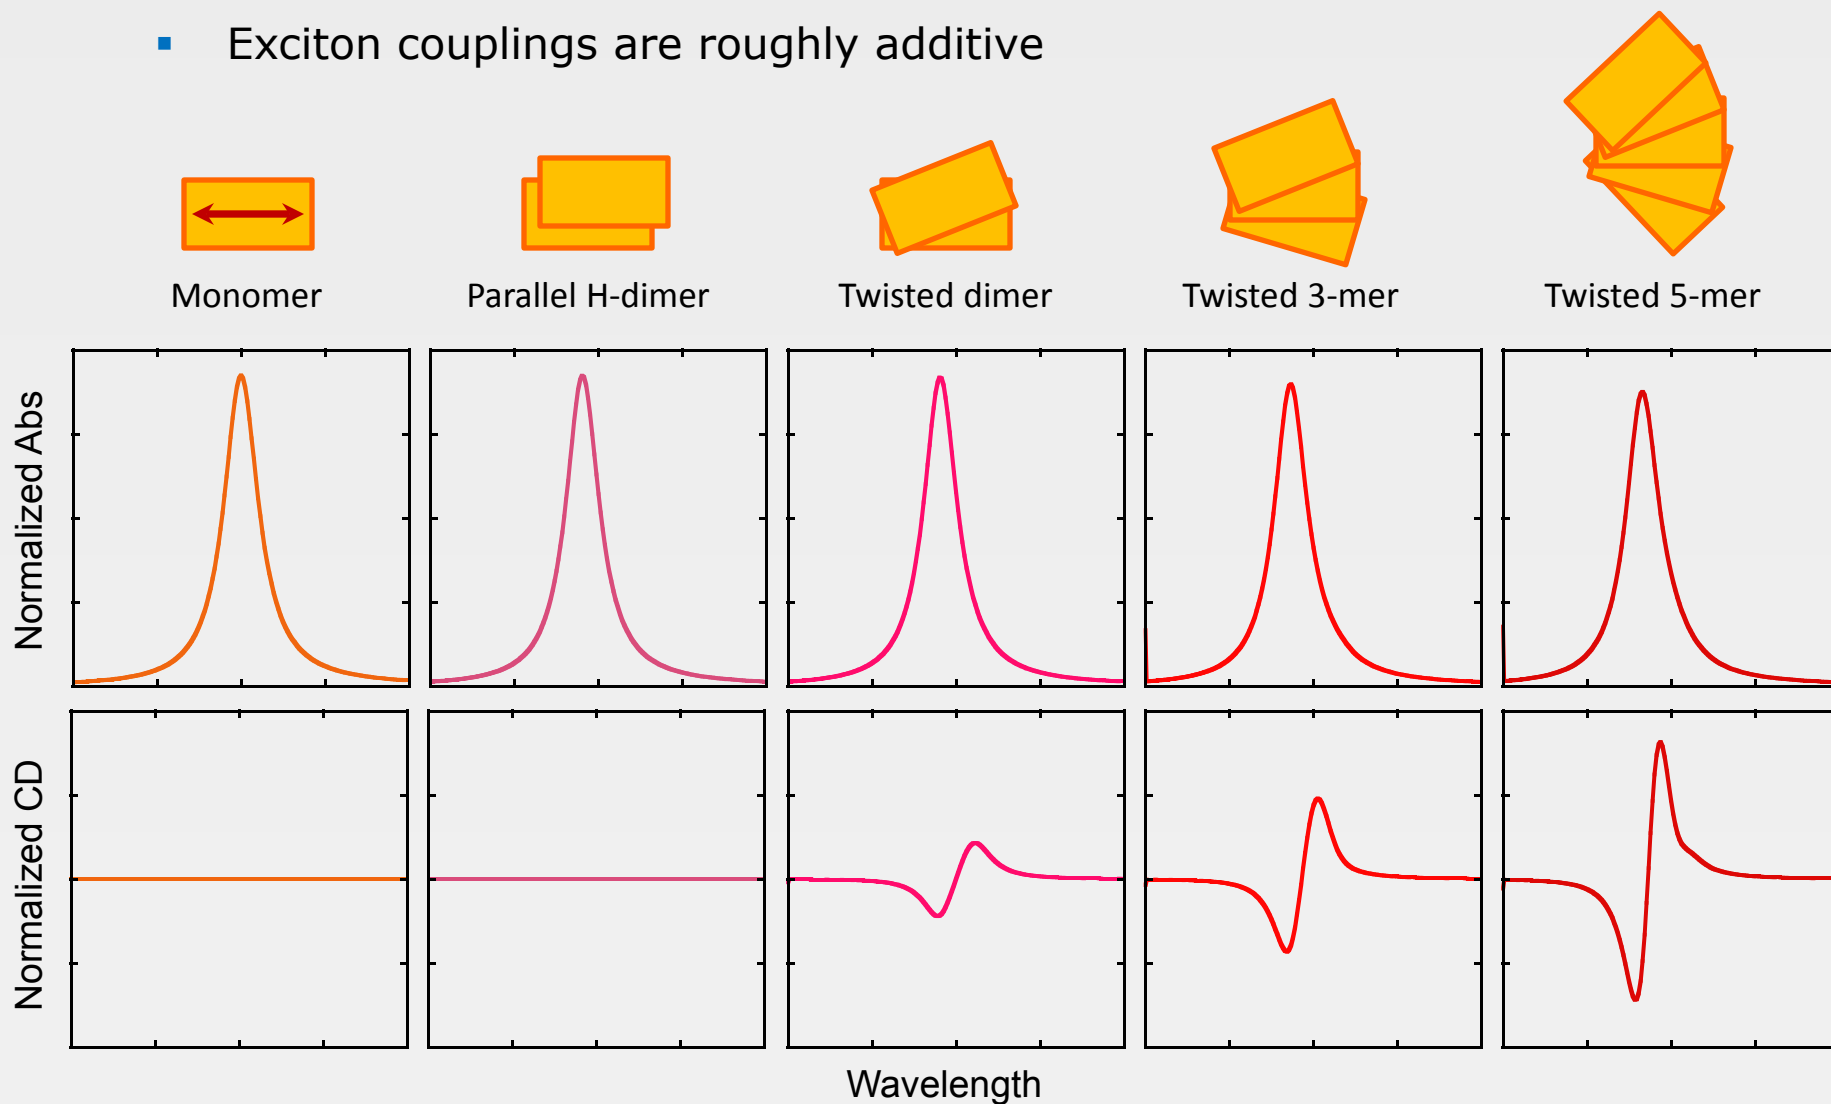 ▪ Exciton couplings are roughly additive
Monomer
Parallel H-dimer
Twisted dimer
Twisted 3-mer
Twisted 5-mer
Normalized Abs
Normalized CD
Wavelength